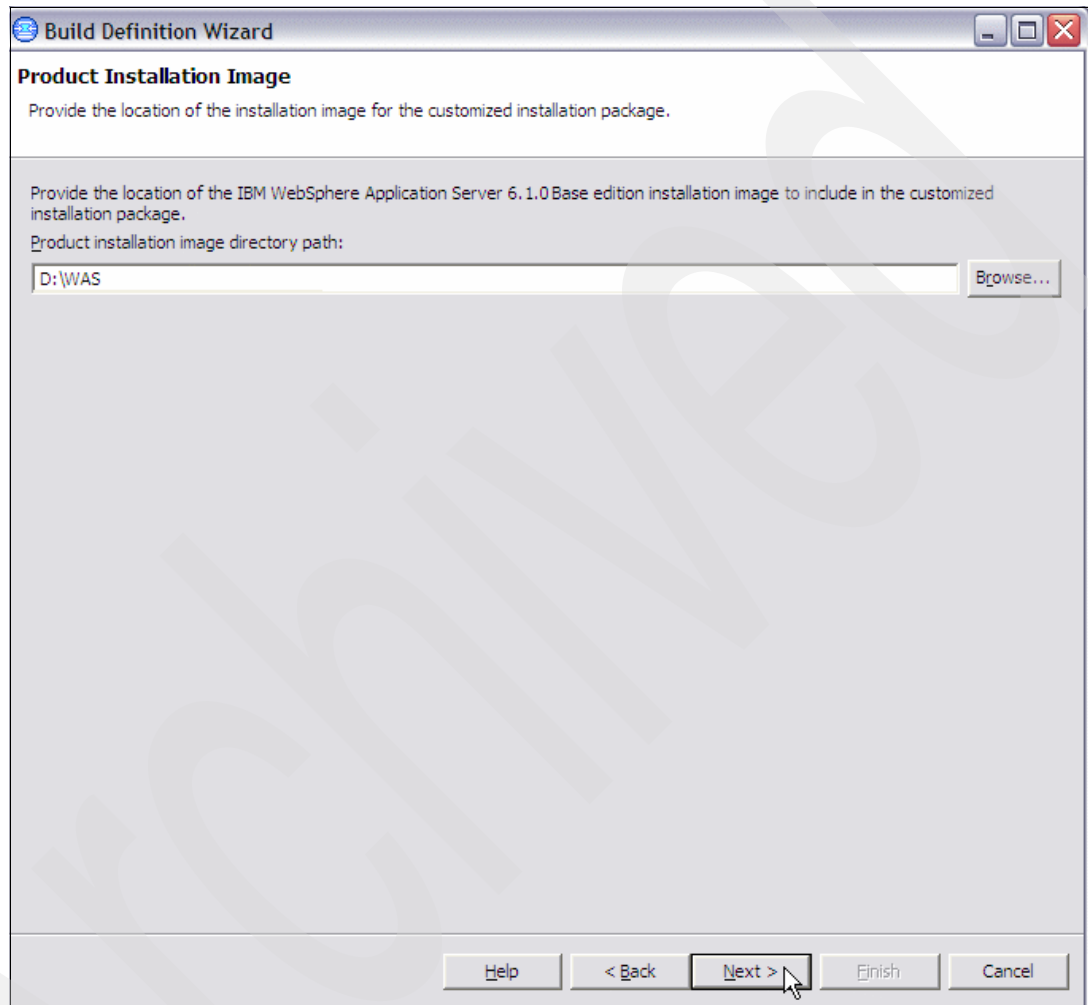 Build Definition Wizard
Product Installation Image
Provide the location of the installation image for the customized installation package.
Provide the location of the IBM WebSphere Application Server 6.1.0 Base edition installation image to include in the customized
installation package.
Product installation image directory path:
D:\WAS
Browse...
Help
< Back
Next >
Finish
Cancel